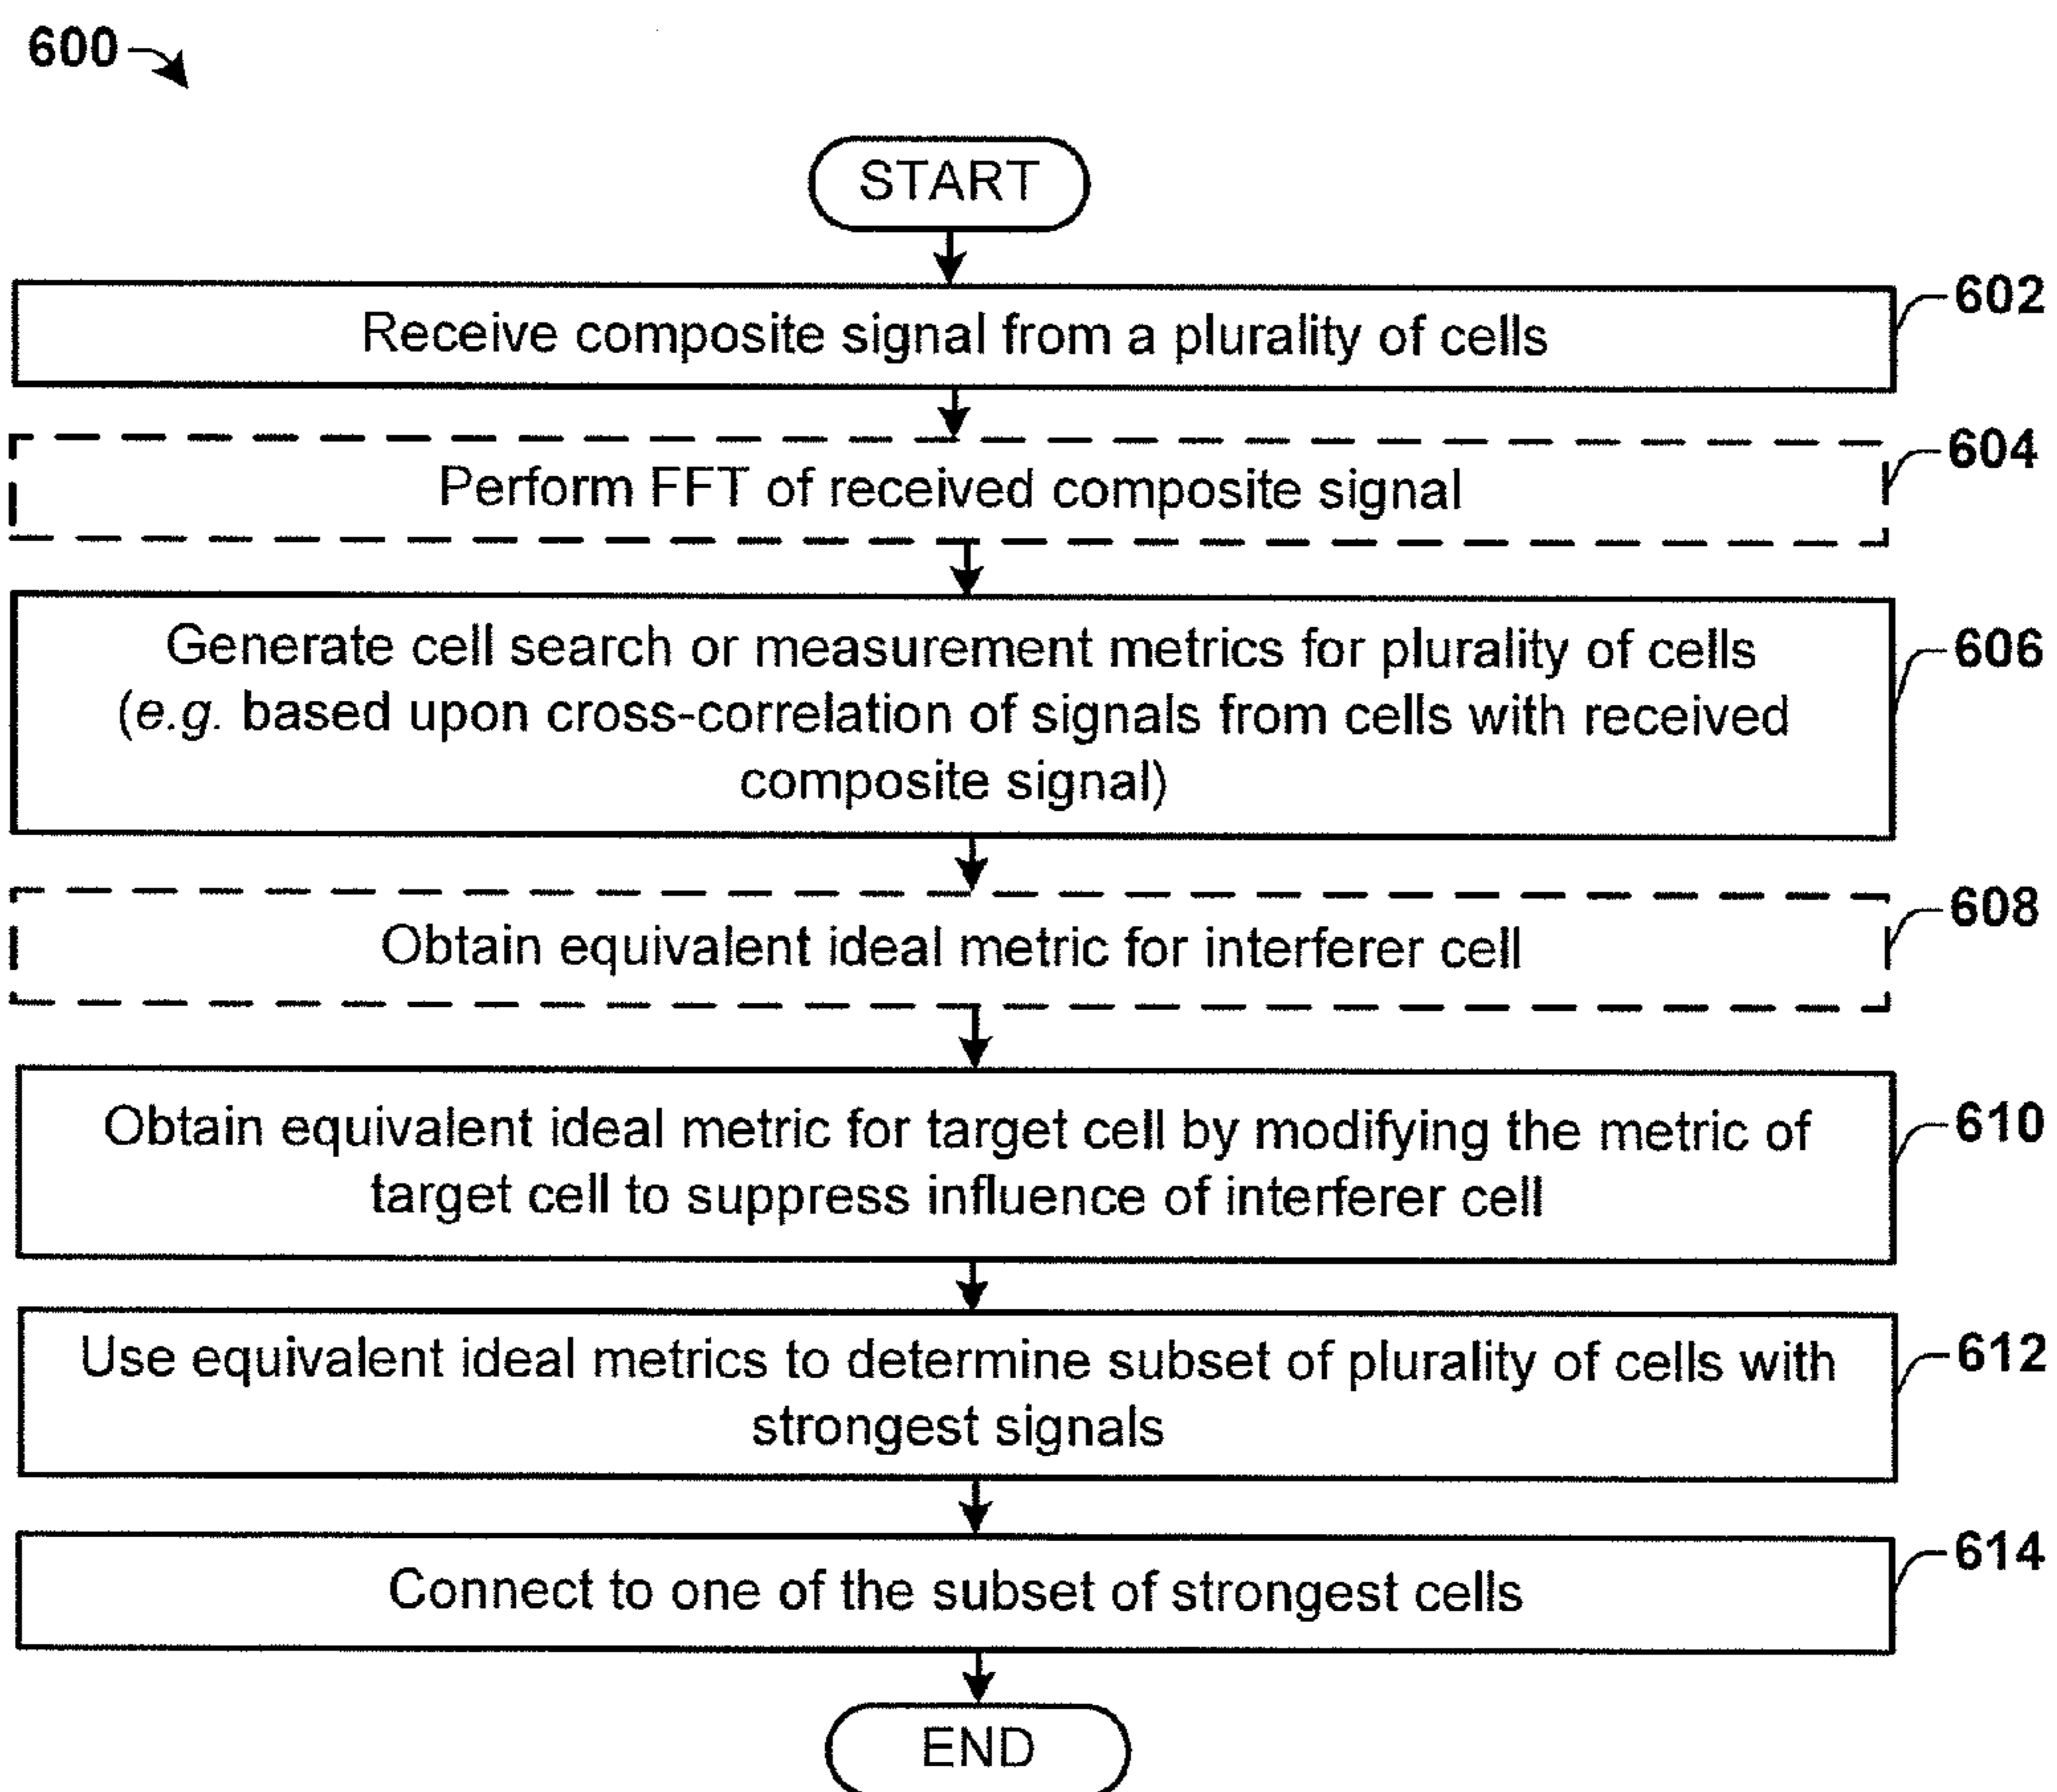 600
START
602
Receive composite signal from a plurality of cells
604
Perform FFT of received composite signal
606
Generate cell search or measurement metrics for plurality of cells
(e.g. based upon cross-correlation of signals from cells with received
composite signal)
608
Obtain equivalent ideal metric for interferer cell
610
Obtain equivalent ideal metric for target cell by modifying the metric of
target cell to suppress influence of interferer cell
612
Use equivalent ideal metrics to determine subset of plurality of cells with
strongest signals
614
Connect to one of the subset of strongest cells
END